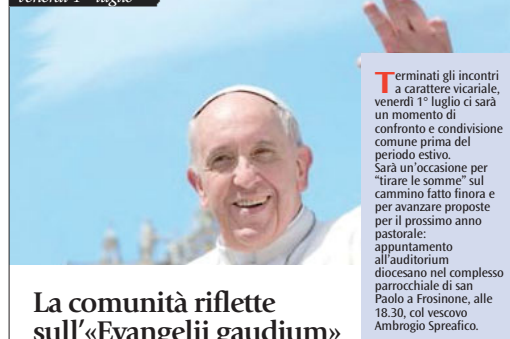 venerdì 1° luglio
La comunità riflette
sull'«Evangelii gaudium»
Terminati gli incontri
a carattere vicariale,
venerdì 1° luglio ci sarà
un momento di
confronto e condivisione
comune prima del
periodo estivo.
Sarà un'occasione per
"tirare le somme" sul
cammino fatto finora e
per avanzare proposte
per il prossimo anno
pastorale:
appuntamento
all'auditorium
diocesano nel complesso
parrocchiale di san
Paolo a Frosinone, alle
18.30, col vescovo
Ambrogio Spreafico.